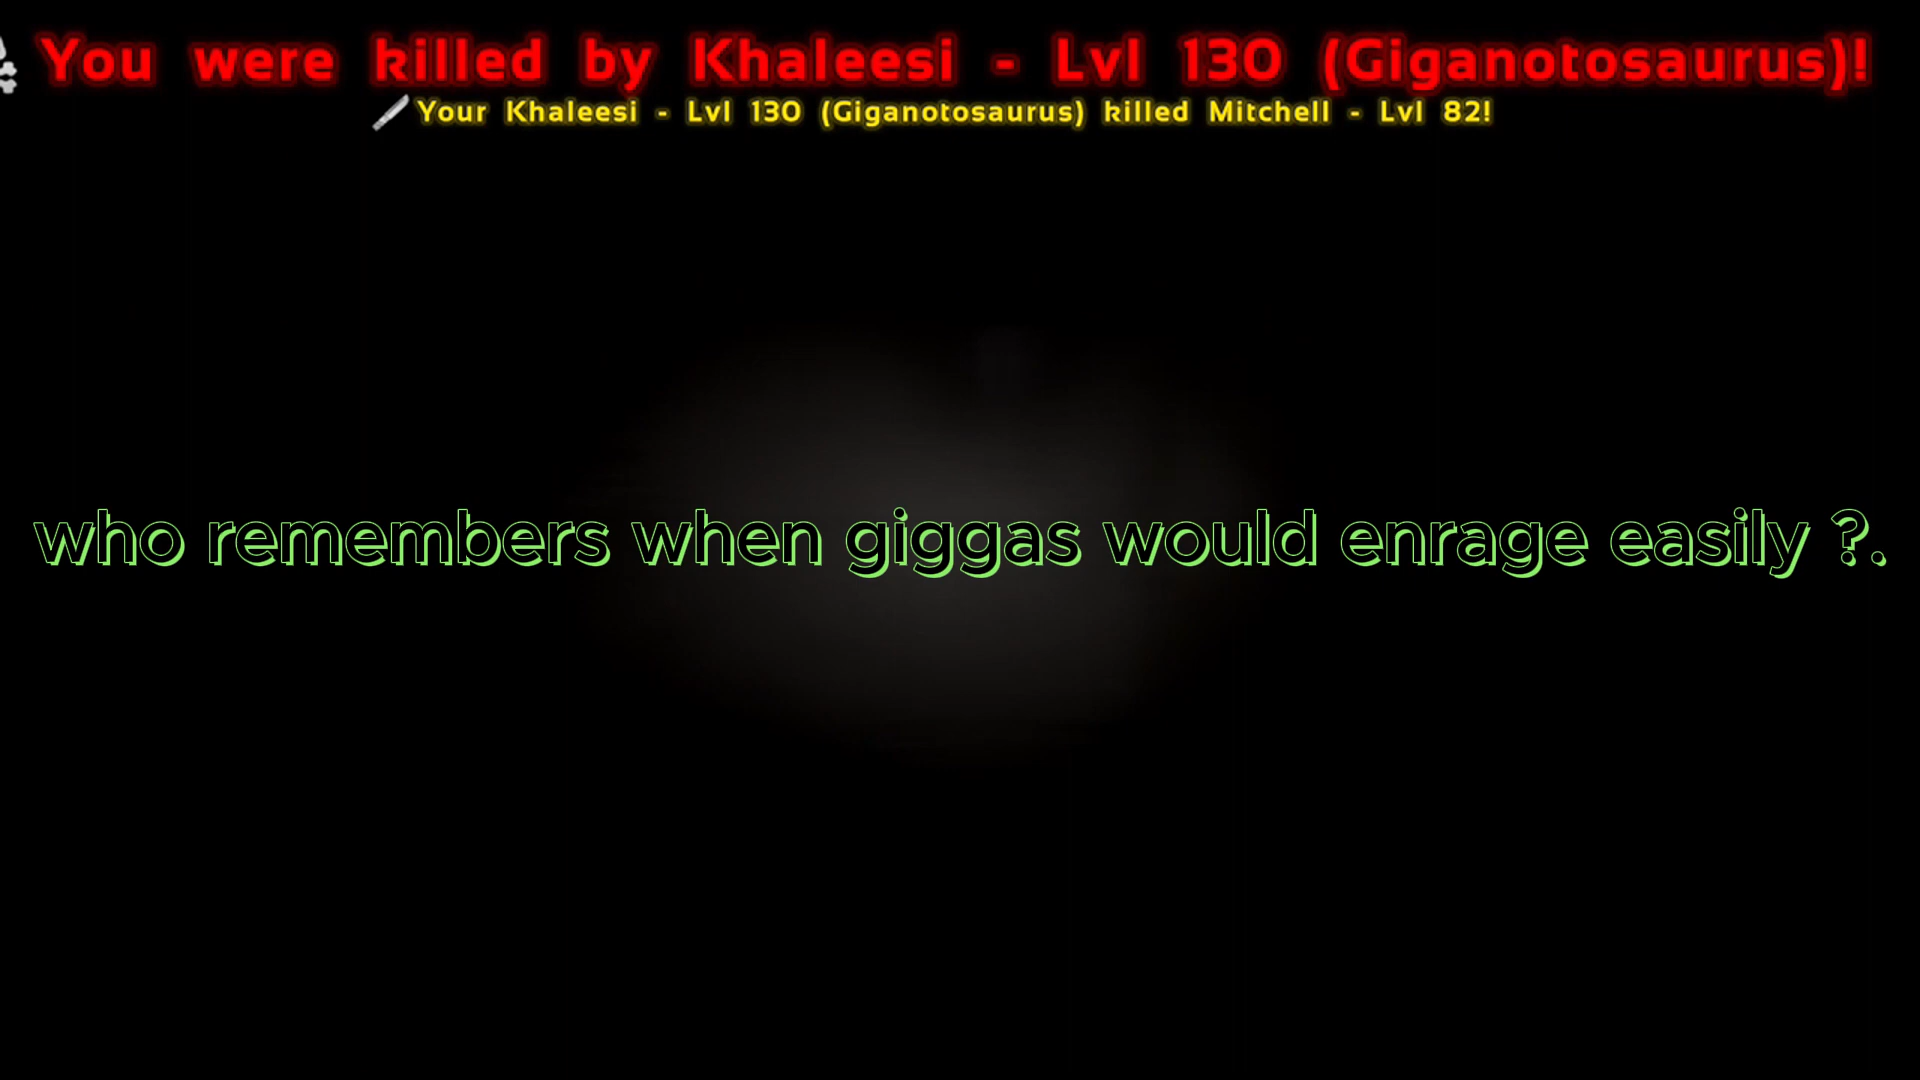 You were killed by Khaleesi - Lvl 130 (Giganotosaurus)!
Your Khaleesi - Lvl 130 (Giganotosaurus) killed Mitchell - Lvl 82!
who remembers when giggas would enrage easily ?.